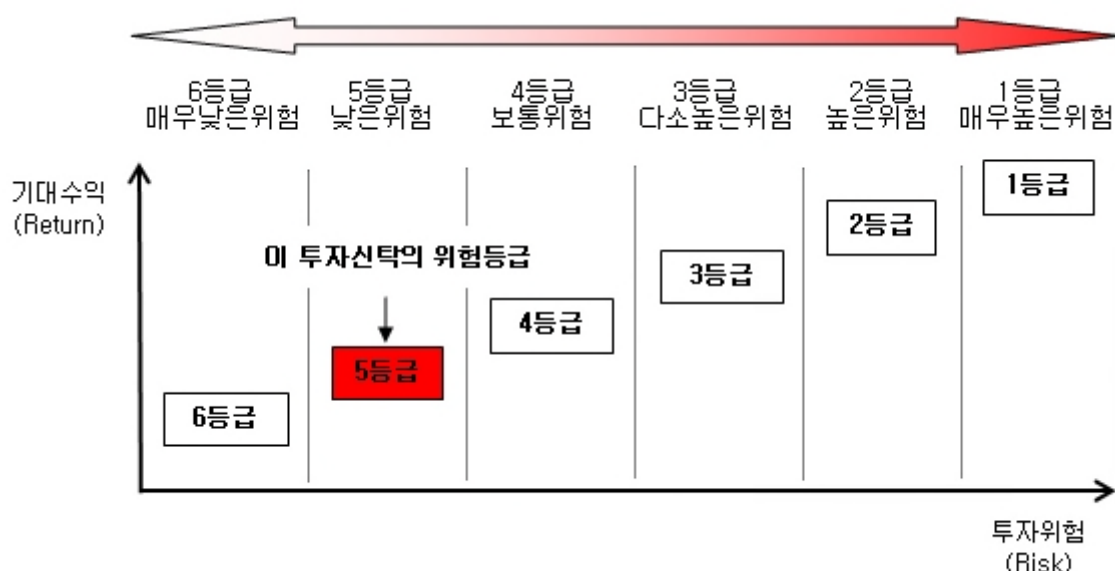 6등급
매우낮은위험
5등급
낮은위험
4등급
보통위험
3등급
다소높은위험
2등급
높은위험
1등급
매우높은위험
기대수익
(Return)
1등급
2등급
이 투자신탁의 위험등급
3등급
4등급
5등급
6등급
투자위험
(Risk)